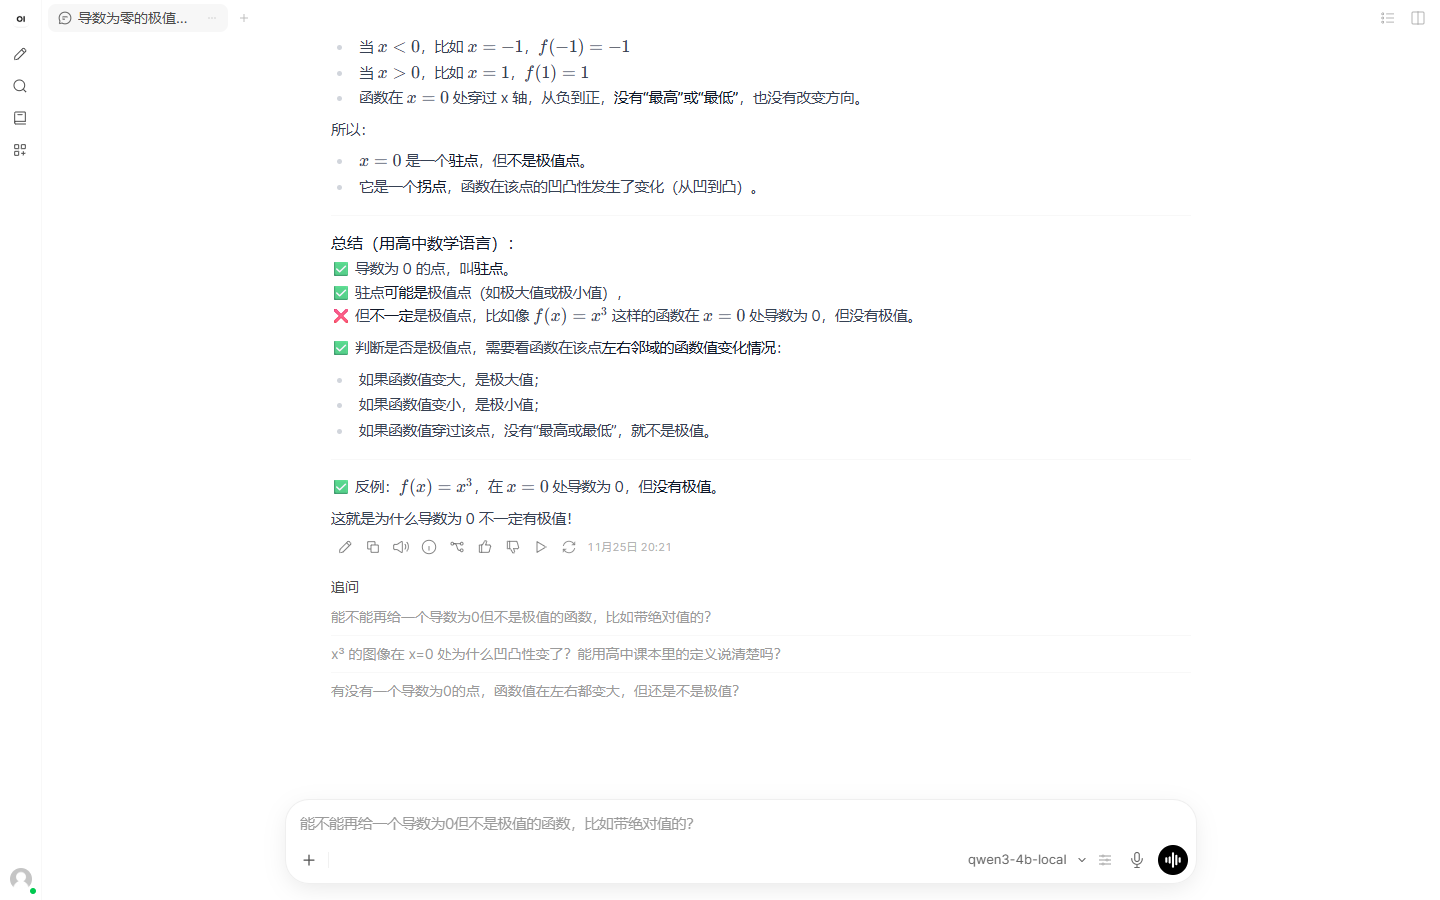 OI
导数为零的极值...
当 x < 0，比如 x = −1，f(−1) = −1
当 x > 0，比如 x = 1，f(1) = 1
函数在 x = 0 处穿过 x 轴，从负到正，没有“最高”或“最低”，也没有改变方向。
所以：
x = 0 是一个驻点，但不是极值点。
它是一个拐点，函数在该点的凹凸性发生了变化（从凹到凸）。
总结（用高中数学语言）：
✅ 导数为 0 的点，叫驻点。
✅ 驻点可能是极值点（如极大值或极小值），
❌ 但不一定是极值点，比如像 f(x) = x³ 这样的函数在 x = 0 处导数为 0，但没有极值。
✅ 判断是否是极值点，需要看函数在该点左右邻域的函数值变化情况：
如果函数值变大，是极大值；
如果函数值变小，是极小值；
如果函数值穿过该点，没有“最高或最低”，就不是极值。
✅ 反例：f(x) = x³，在 x = 0 处导数为 0，但没有极值。
这就是为什么导数为 0 不一定有极值！
11月25日 20:21
追问
能不能再给一个导数为0但不是极值的函数，比如带绝对值的？
x³ 的图像在 x=0 处为什么凹凸性变了？能用高中课本里的定义说清楚吗？
有没有一个导数为0的点，函数值在左右都变大，但还是不是极值？
能不能再给一个导数为0但不是极值的函数，比如带绝对值的？
qwen3-4b-local